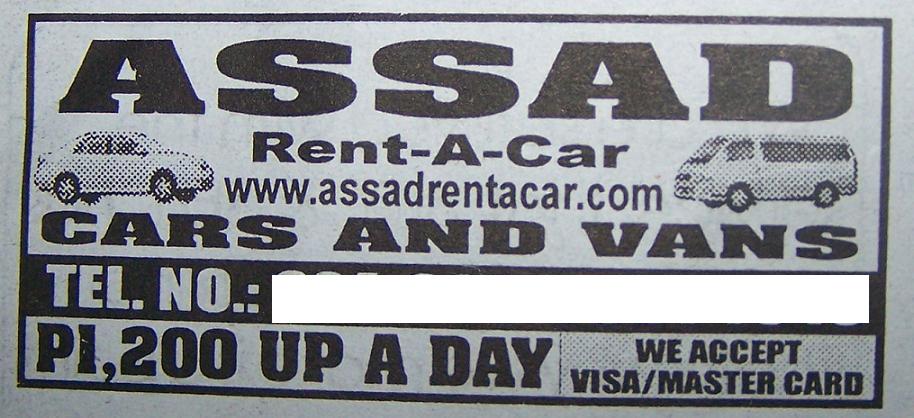 ASSAD
Rent-A-Car
www.assadrentacar.com
CARS AND VANS
TEL. NO.:
P1,200 UP A DAY
WE ACCEPT
VISA/MASTER CARD